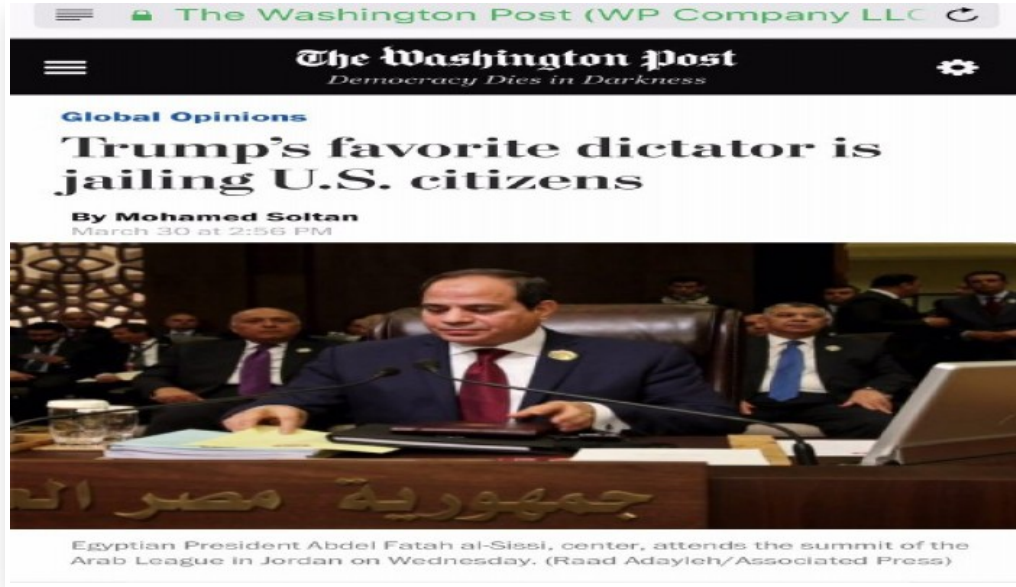 The Washington Post (WP Company LLC
The Washington Post
Democracy Dies in Darkness
Global Opinions
Trump's favorite dictator is
jailing U.S. citizens
By Mohamed Soltan
March 30 at 2:56 PM
جمهورية مصر الع
Egyptian President Abdel Fatah al-Sissi, center, attends the summit of the
Arab League in Jordan on Wednesday. (Raad Adayleh/Associated Press)